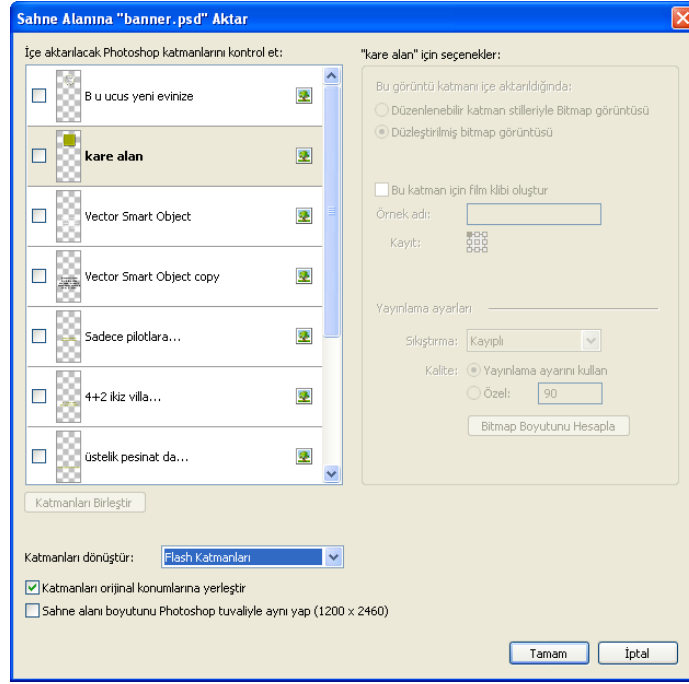 Sahne Alanına "banner.psd" Aktar
İçe aktarılacak Photoshop katmanlarını kontrol et:
B u ucus yeni evinize
kare alan
Vector Smart Object
Vector Smart Object copy
Sadece pilotlara...
4+2 ikiz villa...
üstelik pesinat da...
Katmanları Birleştir
"kare alan" için seçenekler:
Bu görüntü katmanı içe aktarıldığında:
Düzenlenebilir katman stilleriyle Bitmap görüntüsü
Düzleştirilmiş bitmap görüntüsü
Bu katman için film klibi oluştur
Örnek adı:
Kayıt:
Yayınlama ayarları
Sıkıştırma: Kayıplı
Kalite: Yayınlama ayarını kullan
Özel: 90
Bitmap Boyutunu Hesapla
Katmanları dönüştür: Flash Katmanları
Katmanları orijinal konumlarına yerleştir
Sahne alanı boyutunu Photoshop tuvaliyle aynı yap (1200 x 2460)
Tamam
İptal